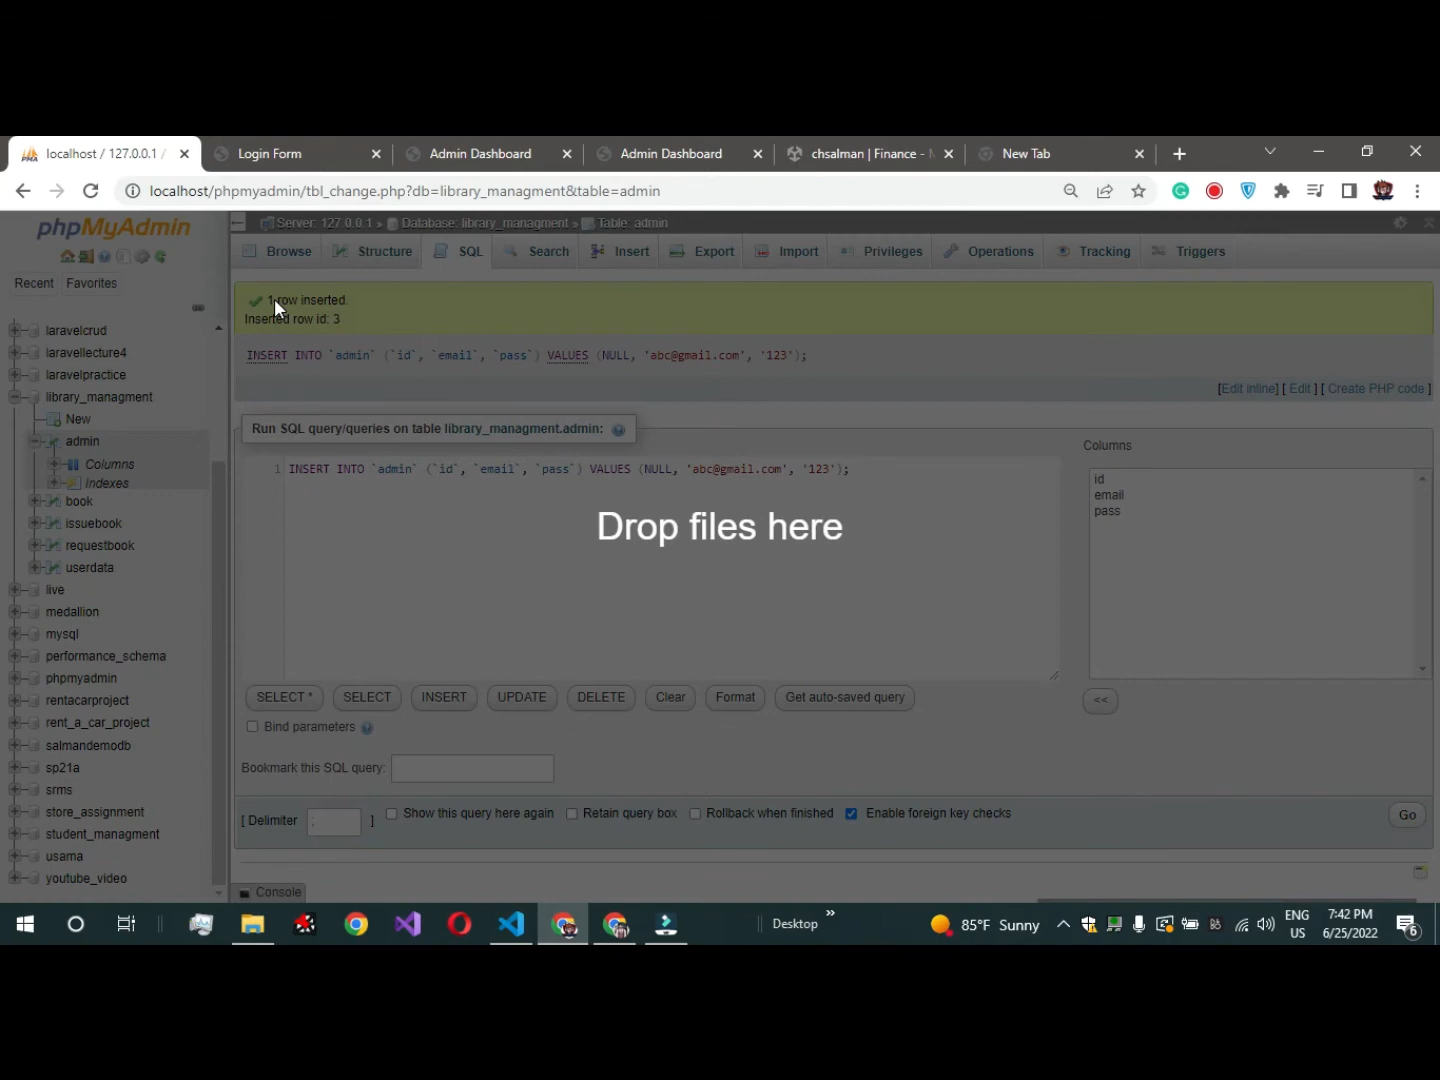 localhost / 127.0.0.1 /
Login Form
Admin Dashboard
Admin Dashboard
chsalman | Finance -
New Tab
localhost/phpmyadmin/tbl_change.php?db=library_managment&table=admin
phpMyAdmin
Recent
Favorites
laravelcrud
laravellecture4
laravelpractice
library_managment
New
admin
Columns
Indexes
book
issuebook
requestbook
userdata
live
medallion
mysql
performance_schema
phpmyadmin
rentacarproject
rent_a_car_project
salmandemodb
sp21a
srms
store_assignment
student_managment
usama
youtube_video
Server: 127.0.0.1 » Database: library_managment » Table: admin
Browse
Structure
SQL
Search
Insert
Export
Import
Privileges
Operations
Tracking
Triggers
1 row inserted.
Inserted row id: 3
INSERT INTO `admin` (`id`, `email`, `pass`) VALUES (NULL, 'abc@gmail.com', '123');
[Edit inline] [ Edit ] [ Create PHP code ]
Run SQL query/queries on table library_managment.admin:
1 INSERT INTO `admin` (`id`, `email`, `pass`) VALUES (NULL, 'abc@gmail.com', '123');
Drop files here
Columns
id
email
pass
SELECT *
SELECT
INSERT
UPDATE
DELETE
Clear
Format
Get auto-saved query
<<
Bind parameters
Bookmark this SQL query:
[ Delimiter ; ]
Show this query here again
Retain query box
Rollback when finished
Enable foreign key checks
Go
Console
Desktop
85°F Sunny
ENG
US
7:42 PM
6/25/2022
6